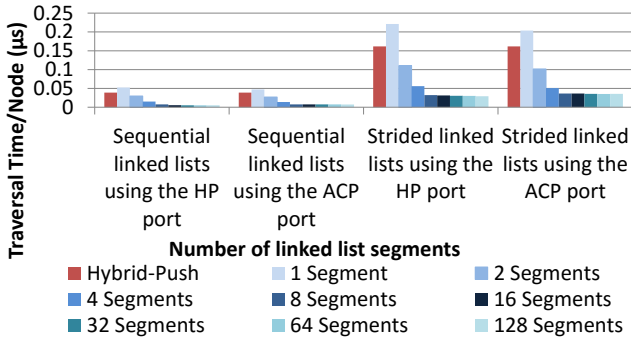 0.25
0.2
0.15
0.1
0.05
0
Traversal Time/Node (µs)
Sequential linked lists using the HP port
Sequential linked lists using the ACP port
Strided linked lists using the HP port
Strided linked lists using the ACP port
Number of linked list segments
Hybrid-Push
1 Segment
2 Segments
4 Segments
8 Segments
16 Segments
32 Segments
64 Segments
128 Segments